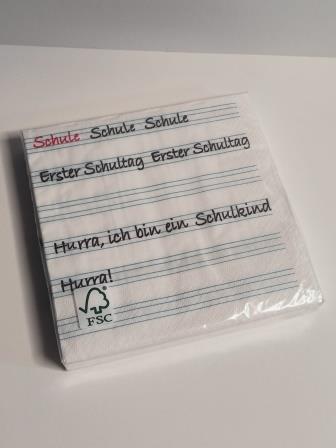 Schule Schule Schule
Erster Schultag Erster Schultag
Hurra, ich bin ein Schulkind
Hurra!
FSC